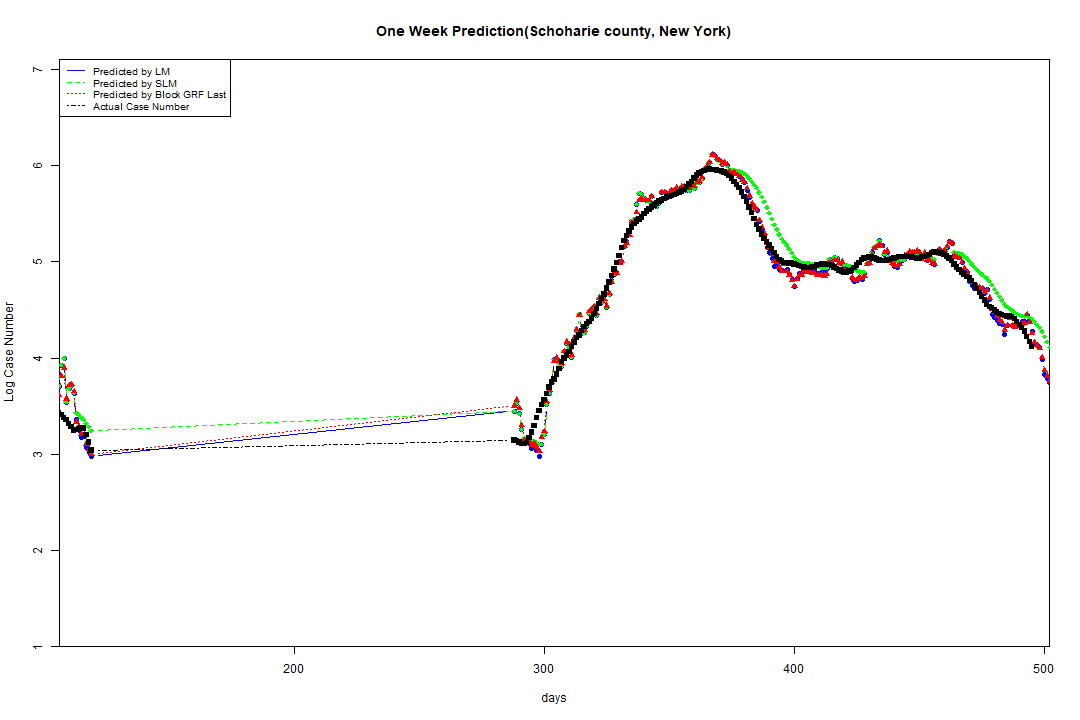 One Week Prediction(Schoharie county, New York)
Predicted by LM
Predicted by SLM
Predicted by Block GRF Last
Actual Case Number
7
6
5
4
3
2
1
Log Case Number
200 300 400 500
days